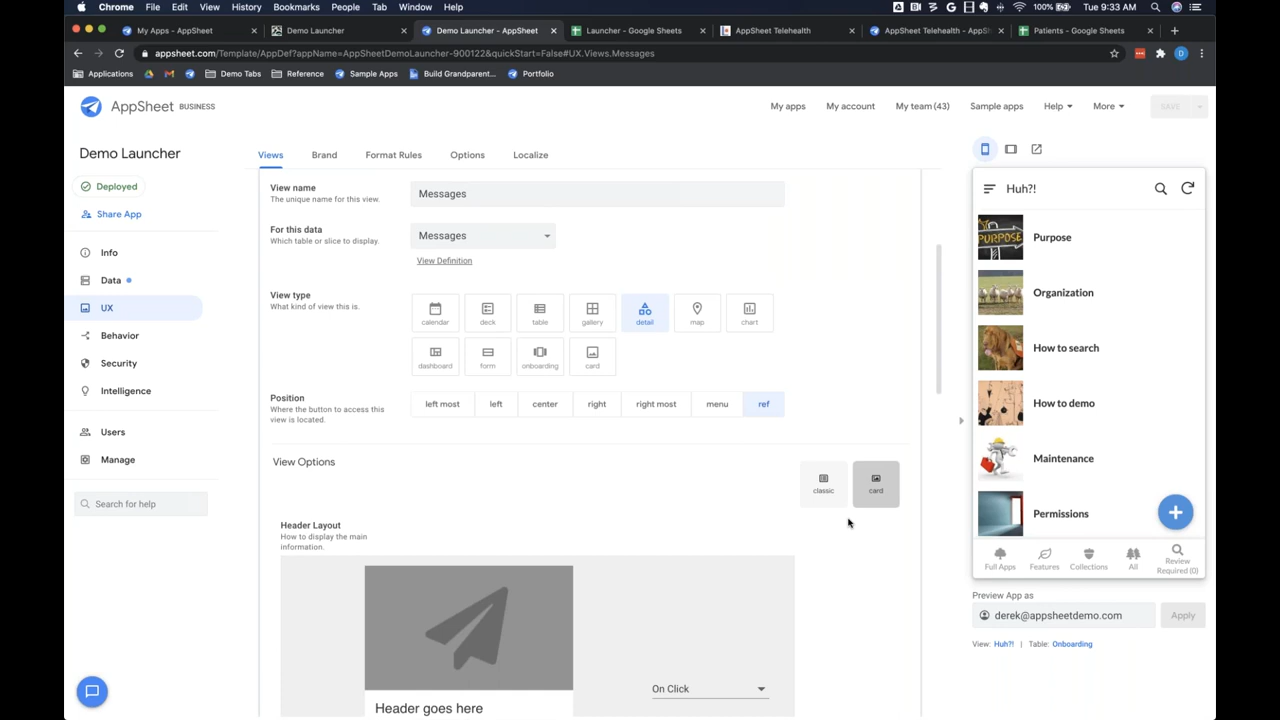 Chrome File Edit View History Bookmarks People Tab Window Help 100% Tue 9:33 AM
My Apps - AppSheet Demo Launcher Demo Launcher - AppSheet Launcher - Google Sheets AppSheet Telehealth AppSheet Telehealth - AppShe Patients - Google Sheets
appsheet.com/Template/AppDef?appName=AppSheetDemoLauncher-900122&quickStart=False#UX.Views.Messages
Applications Demo Tabs Reference Sample Apps Build Grandparent... Portfolio
AppSheet BUSINESS My apps My account My team (43) Sample apps Help More SAVE
Demo Launcher
Deployed
Share App
Info
Data
UX
Behavior
Security
Intelligence
Users
Manage
Search for help
Views Brand Format Rules Options Localize
View name
The unique name for this view.
Messages
For this data
Which table or slice to display.
Messages
View Definition
View type
What kind of view this is.
calendar deck table gallery detail map chart
dashboard form onboarding card
Position
Where the button to access this
view is located.
left most left center right right most menu ref
View Options
classic card
Header Layout
How to display the main
information.
On Click
Header goes here
Huh?!
Purpose
PURPOSE
Organization
How to search
How to demo
Maintenance
Permissions
Full Apps Features Collections All Review
Required (0)
Preview App as
derek@appsheetdemo.com Apply
View: Huh?! | Table: Onboarding